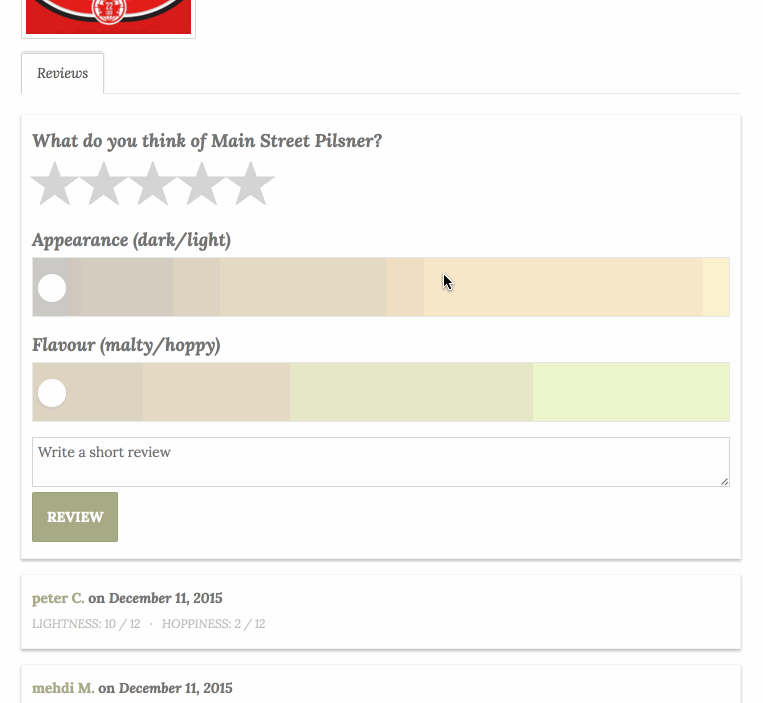 22
Reviews
What do you think of Main Street Pilsner?
Appearance (dark/light)
Flavour (malty/hoppy)
Write a short review
REVIEW
peter C. on December 11, 2015
LIGHTNESS: 10 / 12 · HOPPINESS: 2 / 12
mehdi M. on December 11, 2015